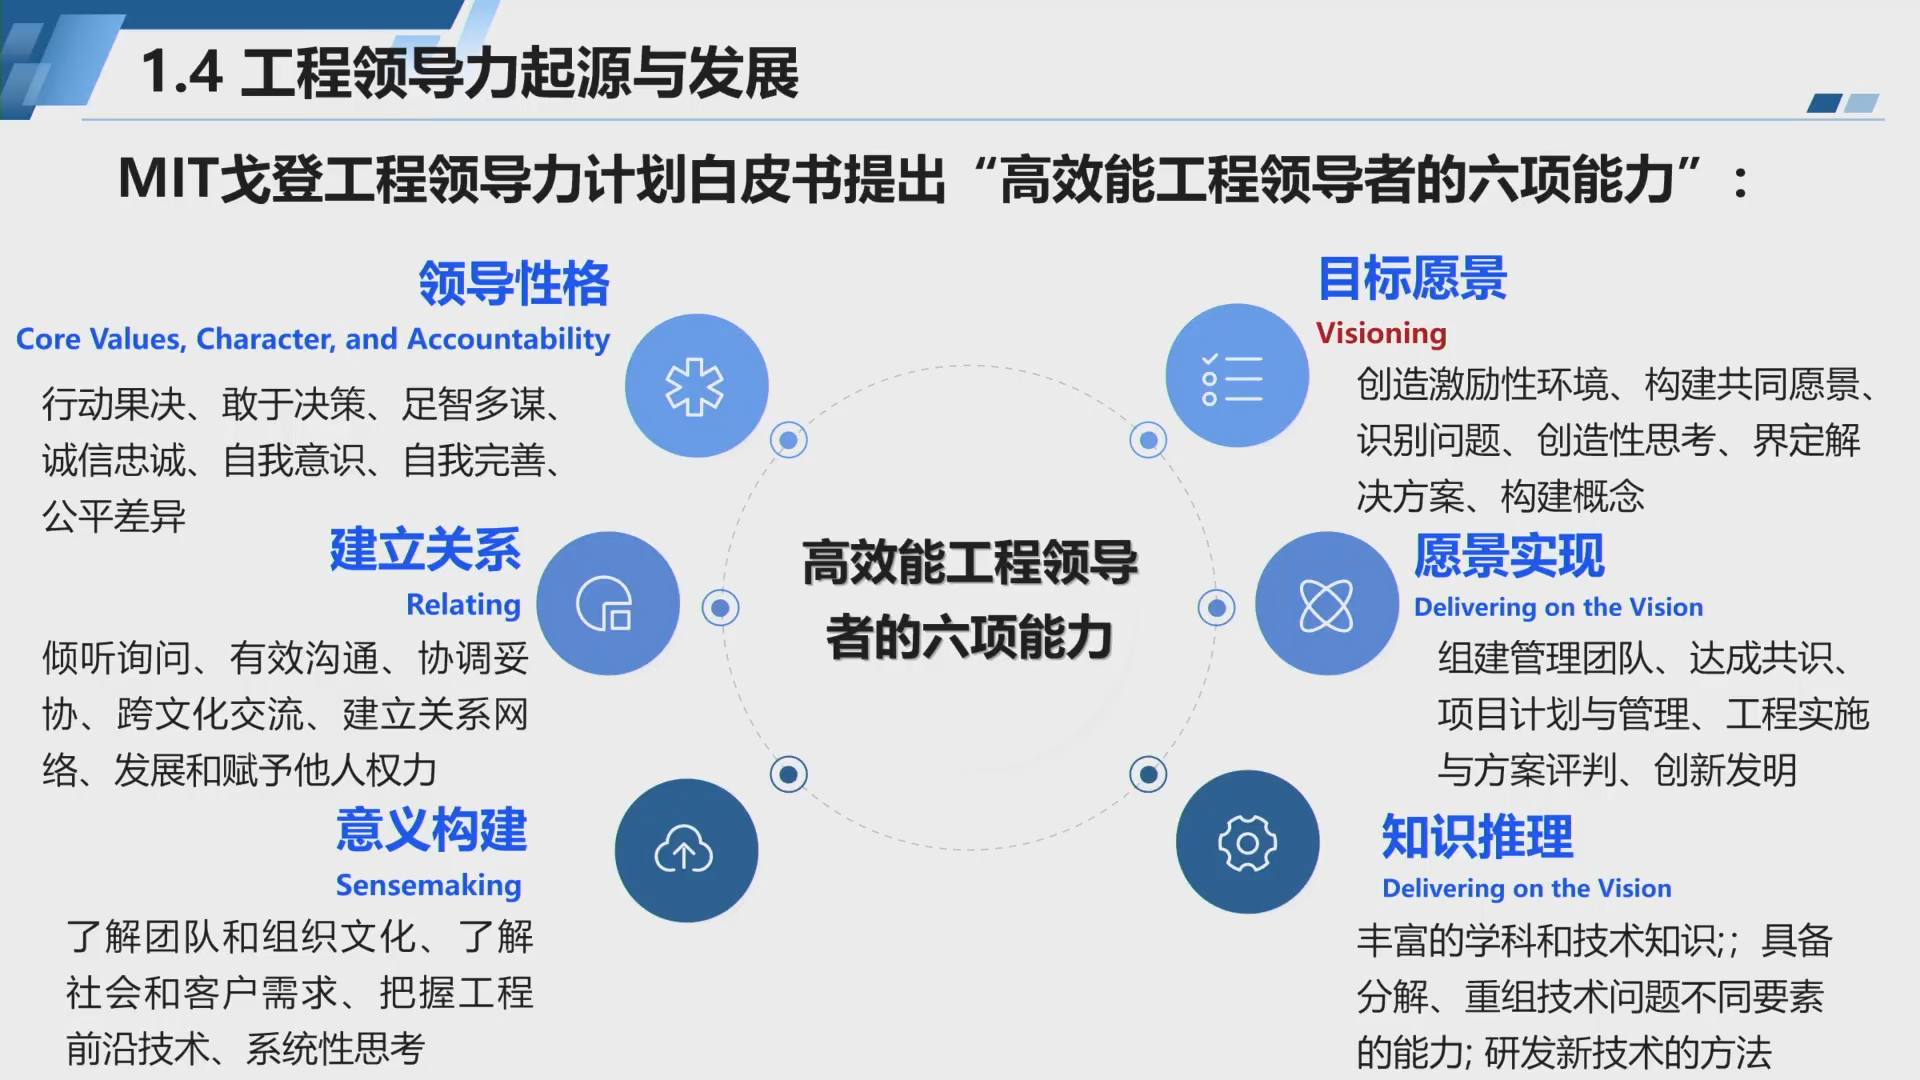 1.4 工程领导力起源与发展
MIT戈登工程领导力计划白皮书提出“高效能工程领导者的六项能力”:
领导性格
Core Values, Character, and Accountability
行动果决、敢于决策、足智多谋、
诚信忠诚、自我意识、自我完善、
公平差异
建立关系
Relating
倾听询问、有效沟通、协调妥
协、跨文化交流、建立关系网
络、发展和赋予他人权力
意义构建
Sensemaking
了解团队和组织文化、了解
社会和客户需求、把握工程
前沿技术、系统性思考
高效能工程领导
者的六项能力
目标愿景
Visioning
创造激励性环境、构建共同愿景、
识别问题、创造性思考、界定解
决方案、构建概念
愿景实现
Delivering on the Vision
组建管理团队、达成共识、
项目计划与管理、工程实施
与方案评判、创新发明
知识推理
Delivering on the Vision
丰富的学科和技术知识;；具备
分解、重组技术问题不同要素
的能力; 研发新技术的方法